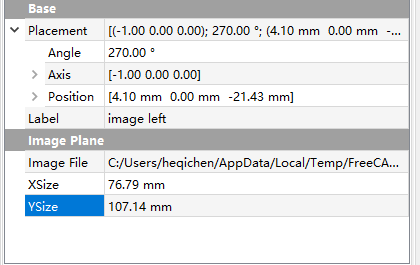 Base
Placement [(-1.00 0.00 0.00); 270.00 °; (4.10 mm 0.00 mm -...
Angle 270.00 °
Axis [-1.00 0.00 0.00]
Position [4.10 mm 0.00 mm -21.43 mm]
Label image left
Image Plane
Image File C:/Users/heqichen/AppData/Local/Temp/FreeCA...
XSize 76.79 mm
YSize 107.14 mm